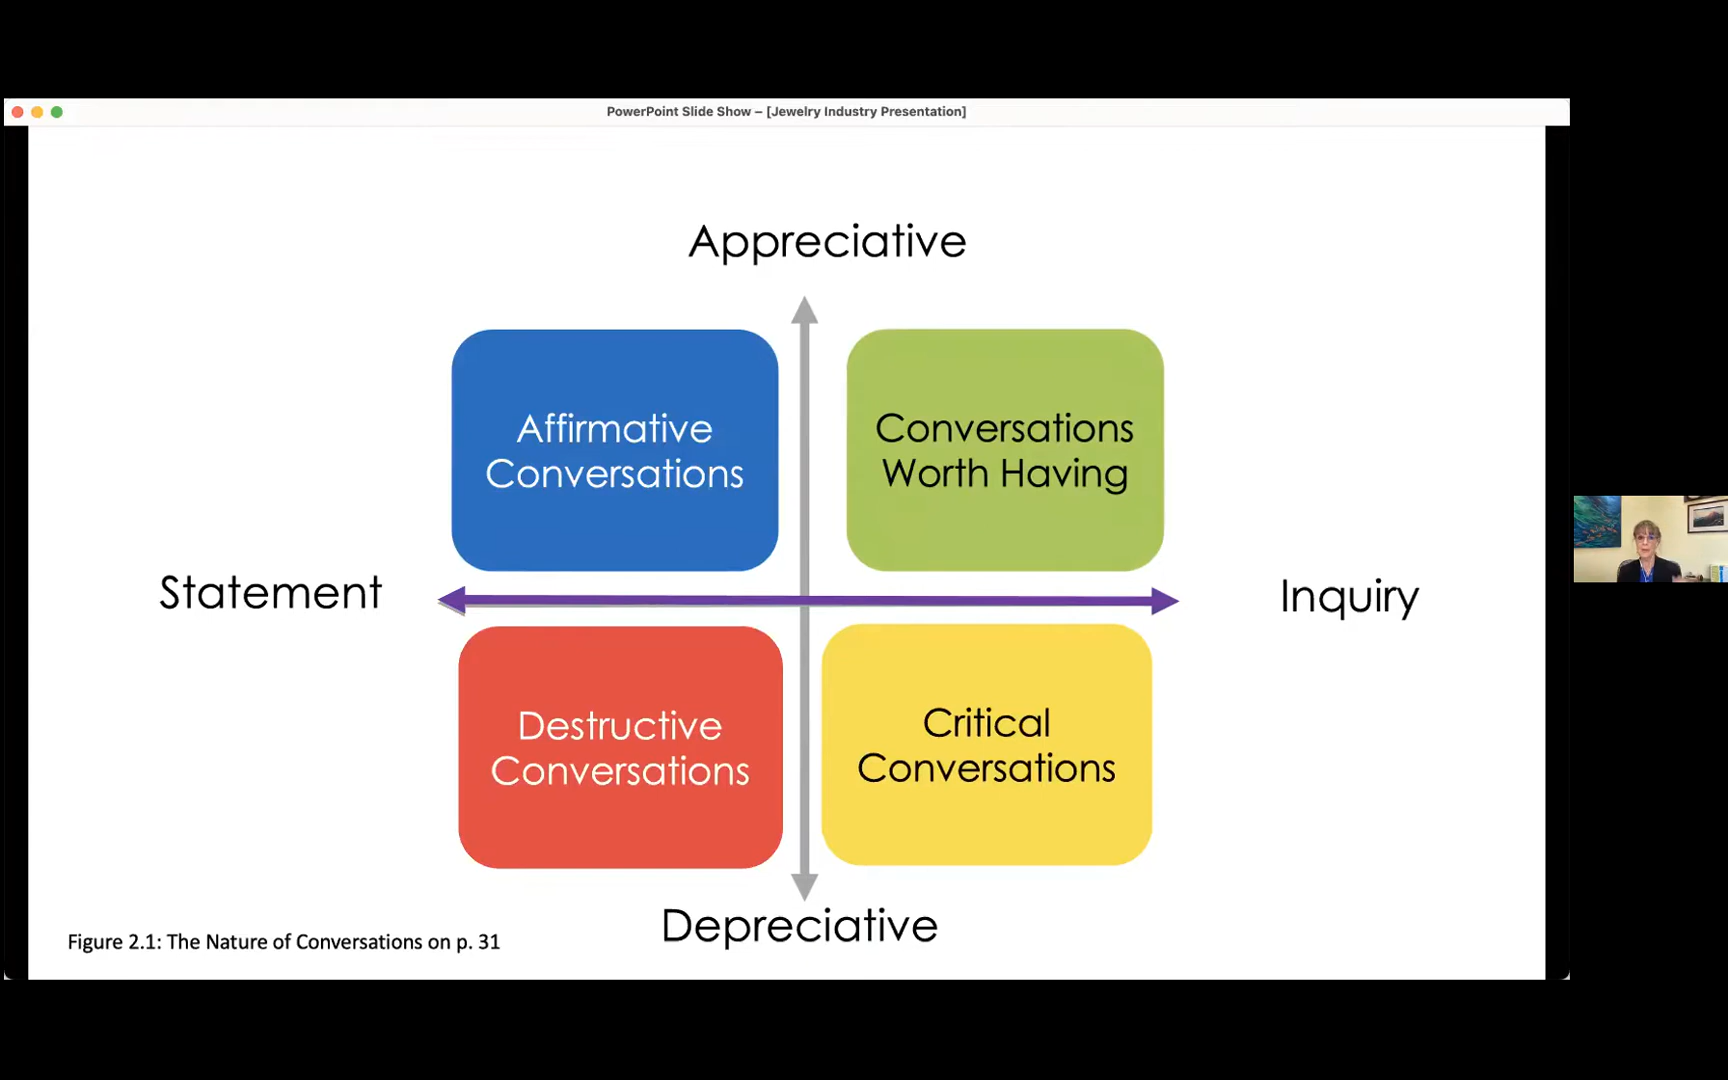 PowerPoint Slide Show – [Jewelry Industry Presentation]
Appreciative
Affirmative
Conversations
Conversations
Worth Having
Statement
Inquiry
Destructive
Conversations
Critical
Conversations
Depreciative
Figure 2.1: The Nature of Conversations on p. 31